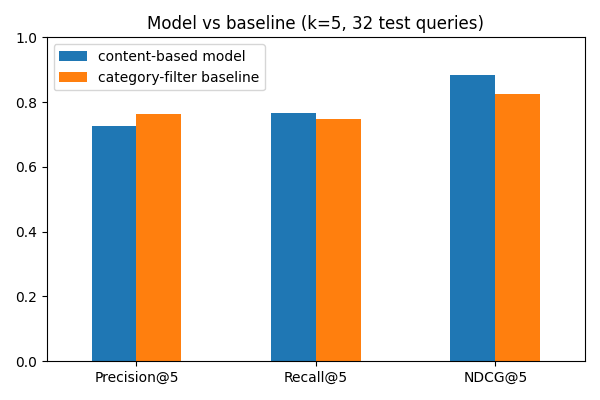 Model vs baseline (k=5, 32 test queries)
content-based model
category-filter baseline
1.0
0.8
0.6
0.4
0.2
0.0
Precision@5 Recall@5 NDCG@5